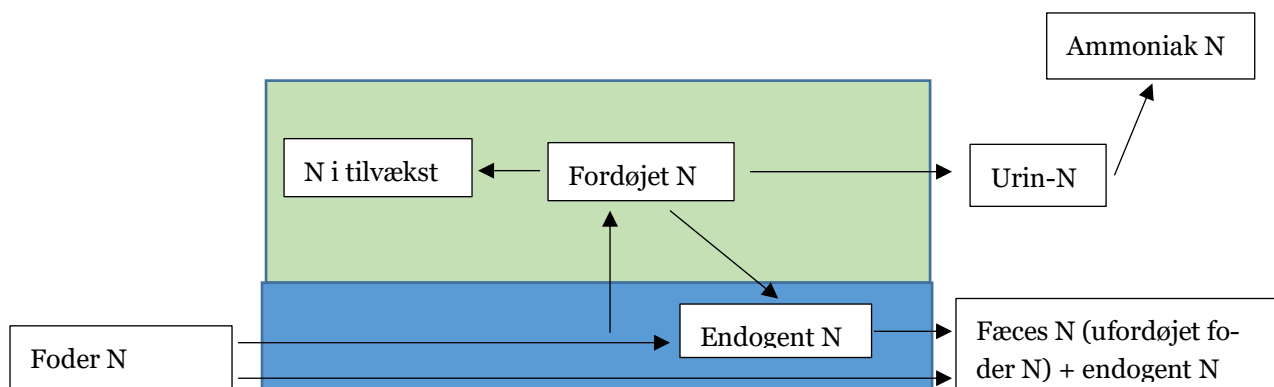 Ammoniak N
N i tilvækst
Fordøjet N
Urin-N
Endogent N
Fæces N (ufordøjet fo-
der N) + endogent N
Foder N